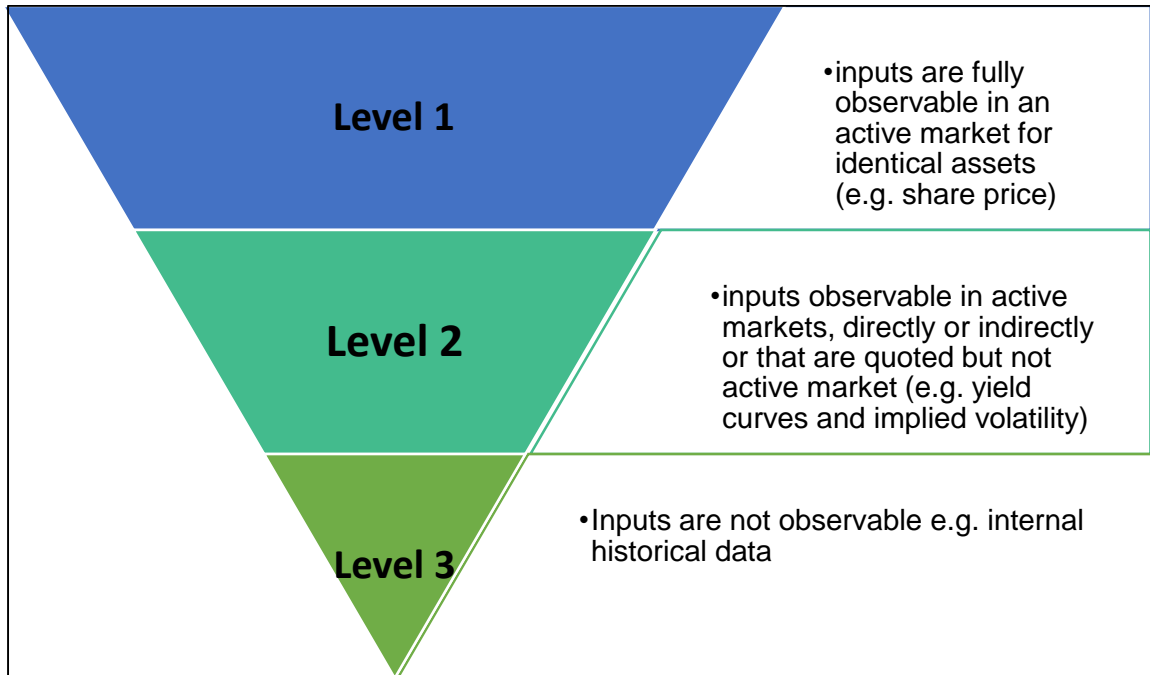 Level 1
•inputs are fully
observable in an
active market for
identical assets
(e.g. share price)
Level 2
•inputs observable in active
markets, directly or indirectly
or that are quoted but not
active market (e.g. yield
curves and implied volatility)
Level 3
•Inputs are not observable e.g. internal
historical data